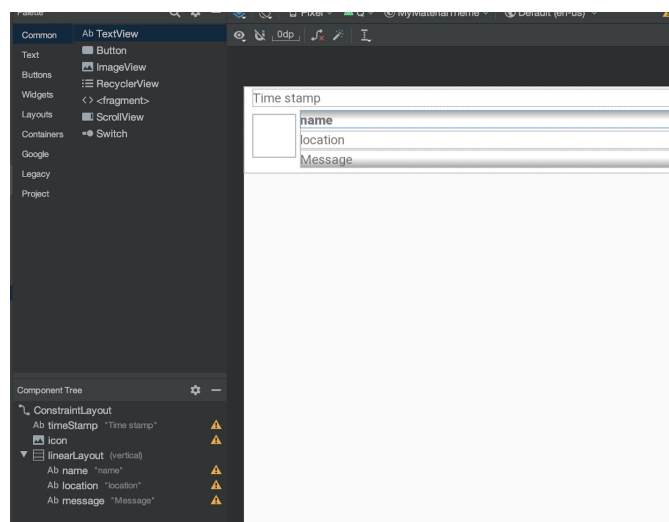 Palette
Pixel
Q
MyMaterialTheme
Default (en-us)
Common
Text
Buttons
Widgets
Layouts
Containers
Google
Legacy
Project
Ab TextView
Button
ImageView
RecyclerView
<> <fragment>
ScrollView
Switch
0dp
Time stamp
name
location
Message
Component Tree
ConstraintLayout
Ab timeStamp "Time stamp"
icon
linearLayout (vertical)
Ab name "name"
Ab location "location"
Ab message "Message"